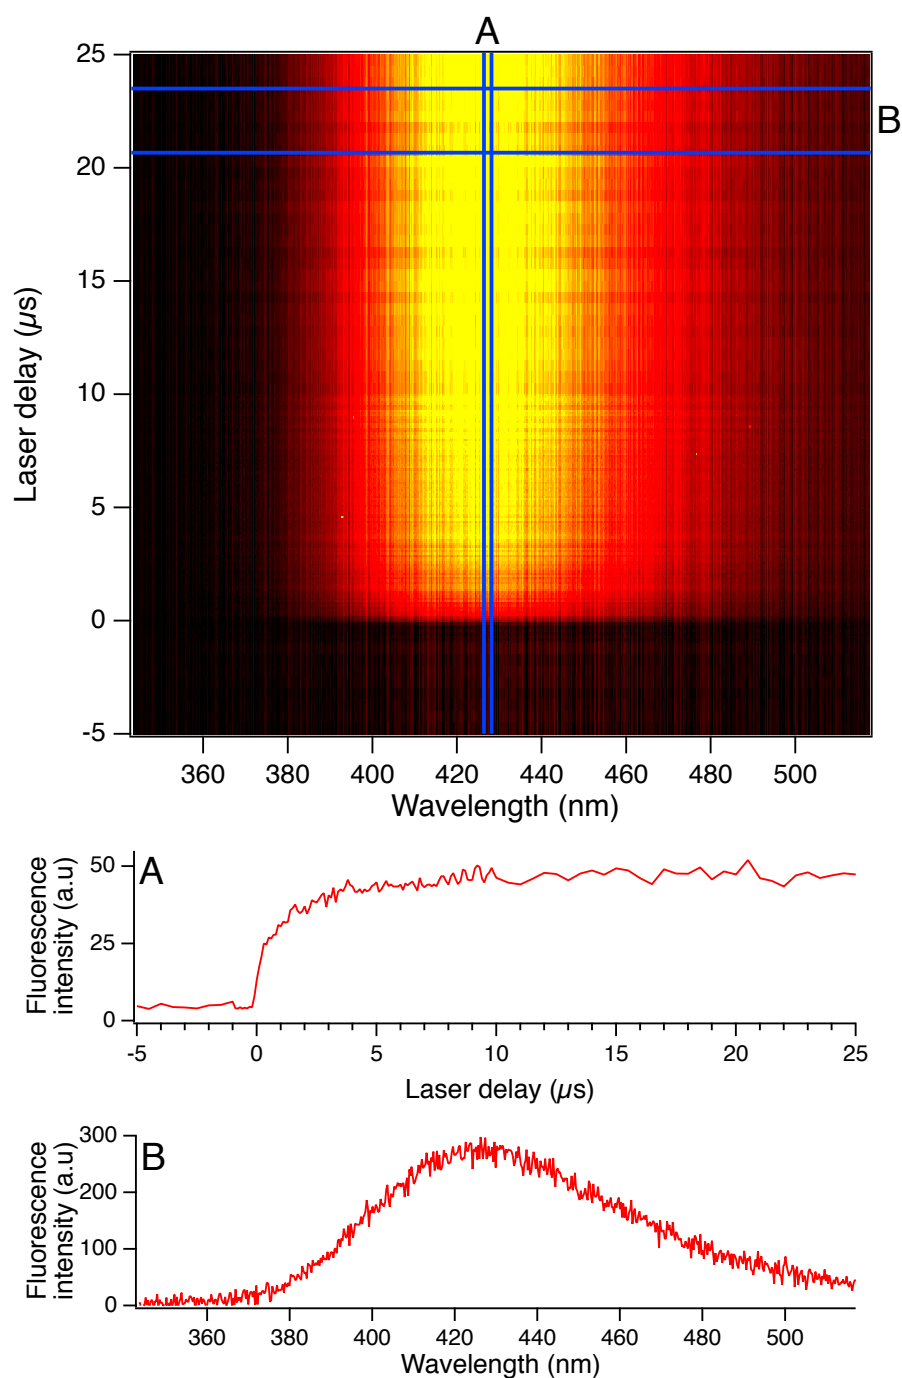 A
25
20
15
10
5
0
-5
Laser delay (µs)
B
360 380 400 420 440 460 480 500
Wavelength (nm)
A
Fluorescence
intensity (a.u)
50
25
0
-5 0 5 10 15 20 25
Laser delay (µs)
B
Fluorescence
intensity (a.u)
300
200
100
0
360 380 400 420 440 460 480 500
Wavelength (nm)